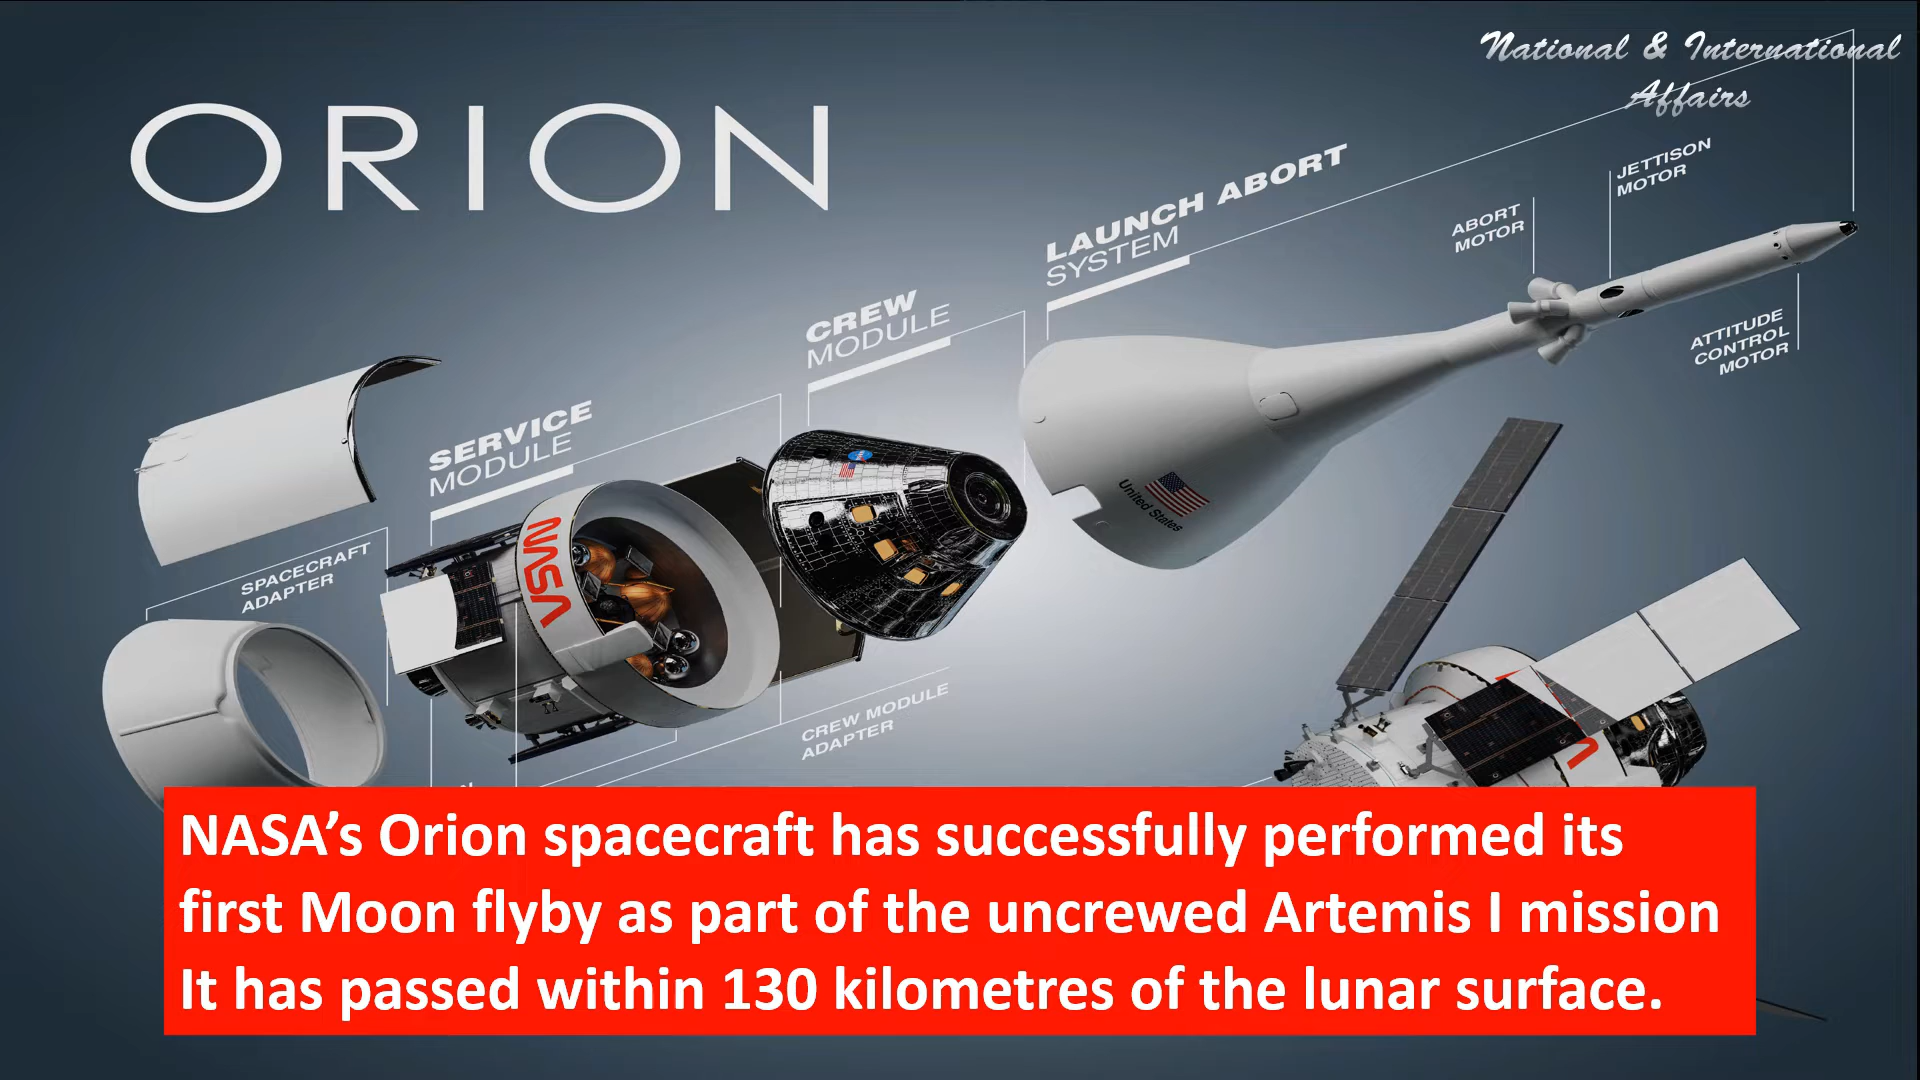 National & International
Affairs
ORION
JETTISON
MOTOR
ABORT
MOTOR
LAUNCH ABORT
SYSTEM
ATTITUDE
CONTROL
MOTOR
CREW
MODULE
SERVICE
MODULE
United States
NASA
SPACECRAFT
ADAPTER
CREW MODULE
ADAPTER
NASA’s Orion spacecraft has successfully performed its
first Moon flyby as part of the uncrewed Artemis I mission
It has passed within 130 kilometres of the lunar surface.